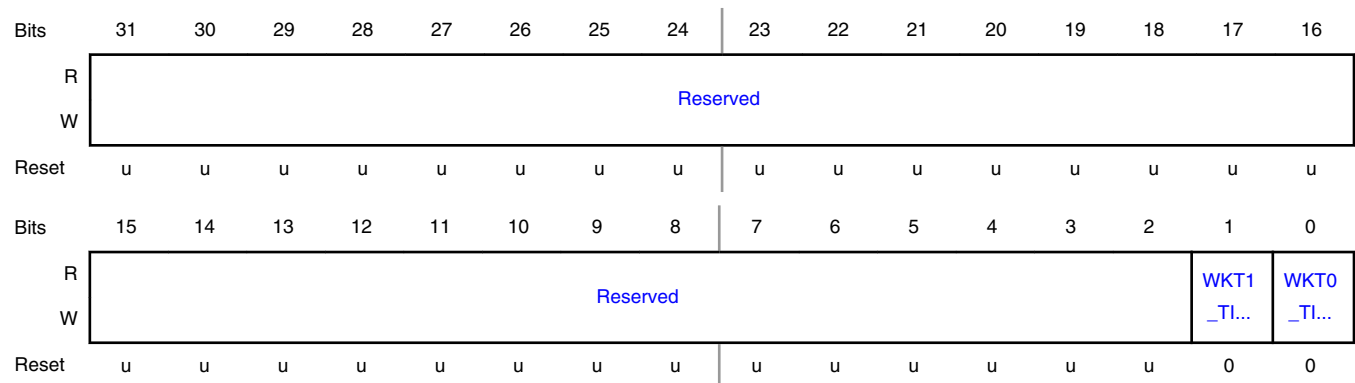 Bits 31 30 29 28 27 26 25 24 23 22 21 20 19 18 17 16
R
Reserved
W
Reset u u u u u u u u u u u u u u u u
Bits 15 14 13 12 11 10 9 8 7 6 5 4 3 2 1 0
R WKT1 WKT0
Reserved
W _TI... _TI...
Reset u u u u u u u u u u u u u u 0 0